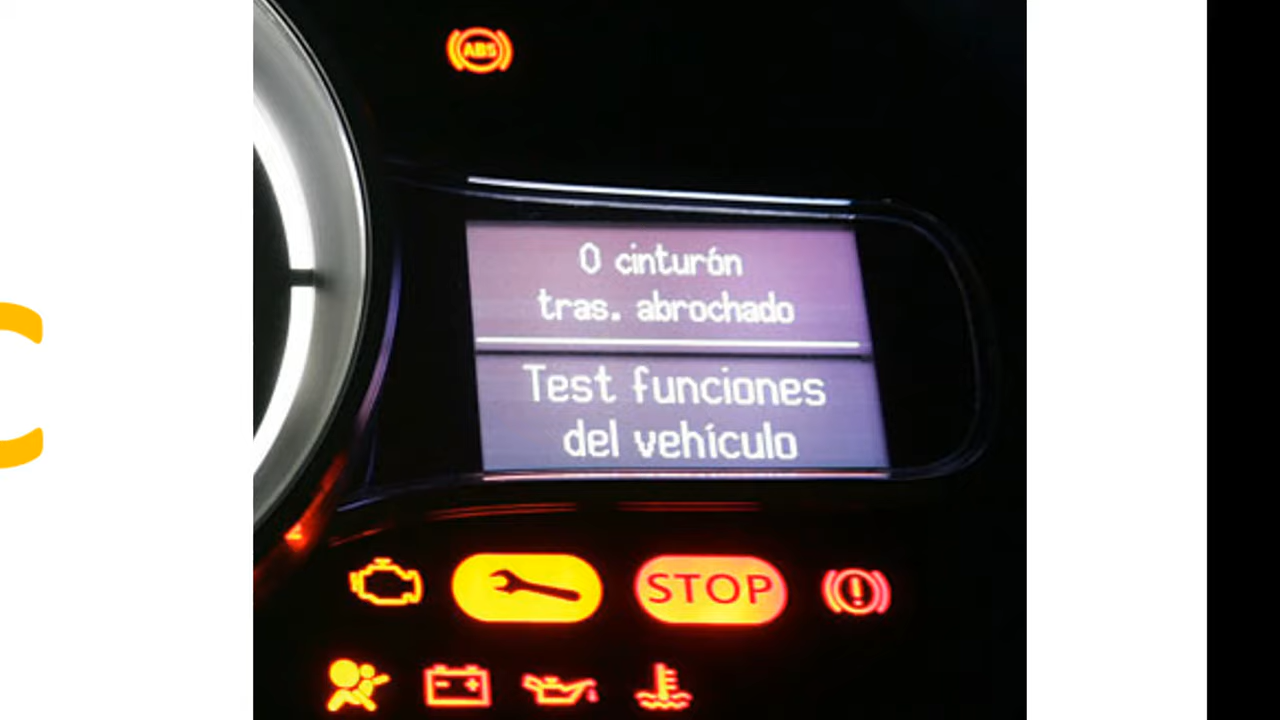 ABS
0 cinturón
tras. abrochado
Test funciones
del vehículo
STOP